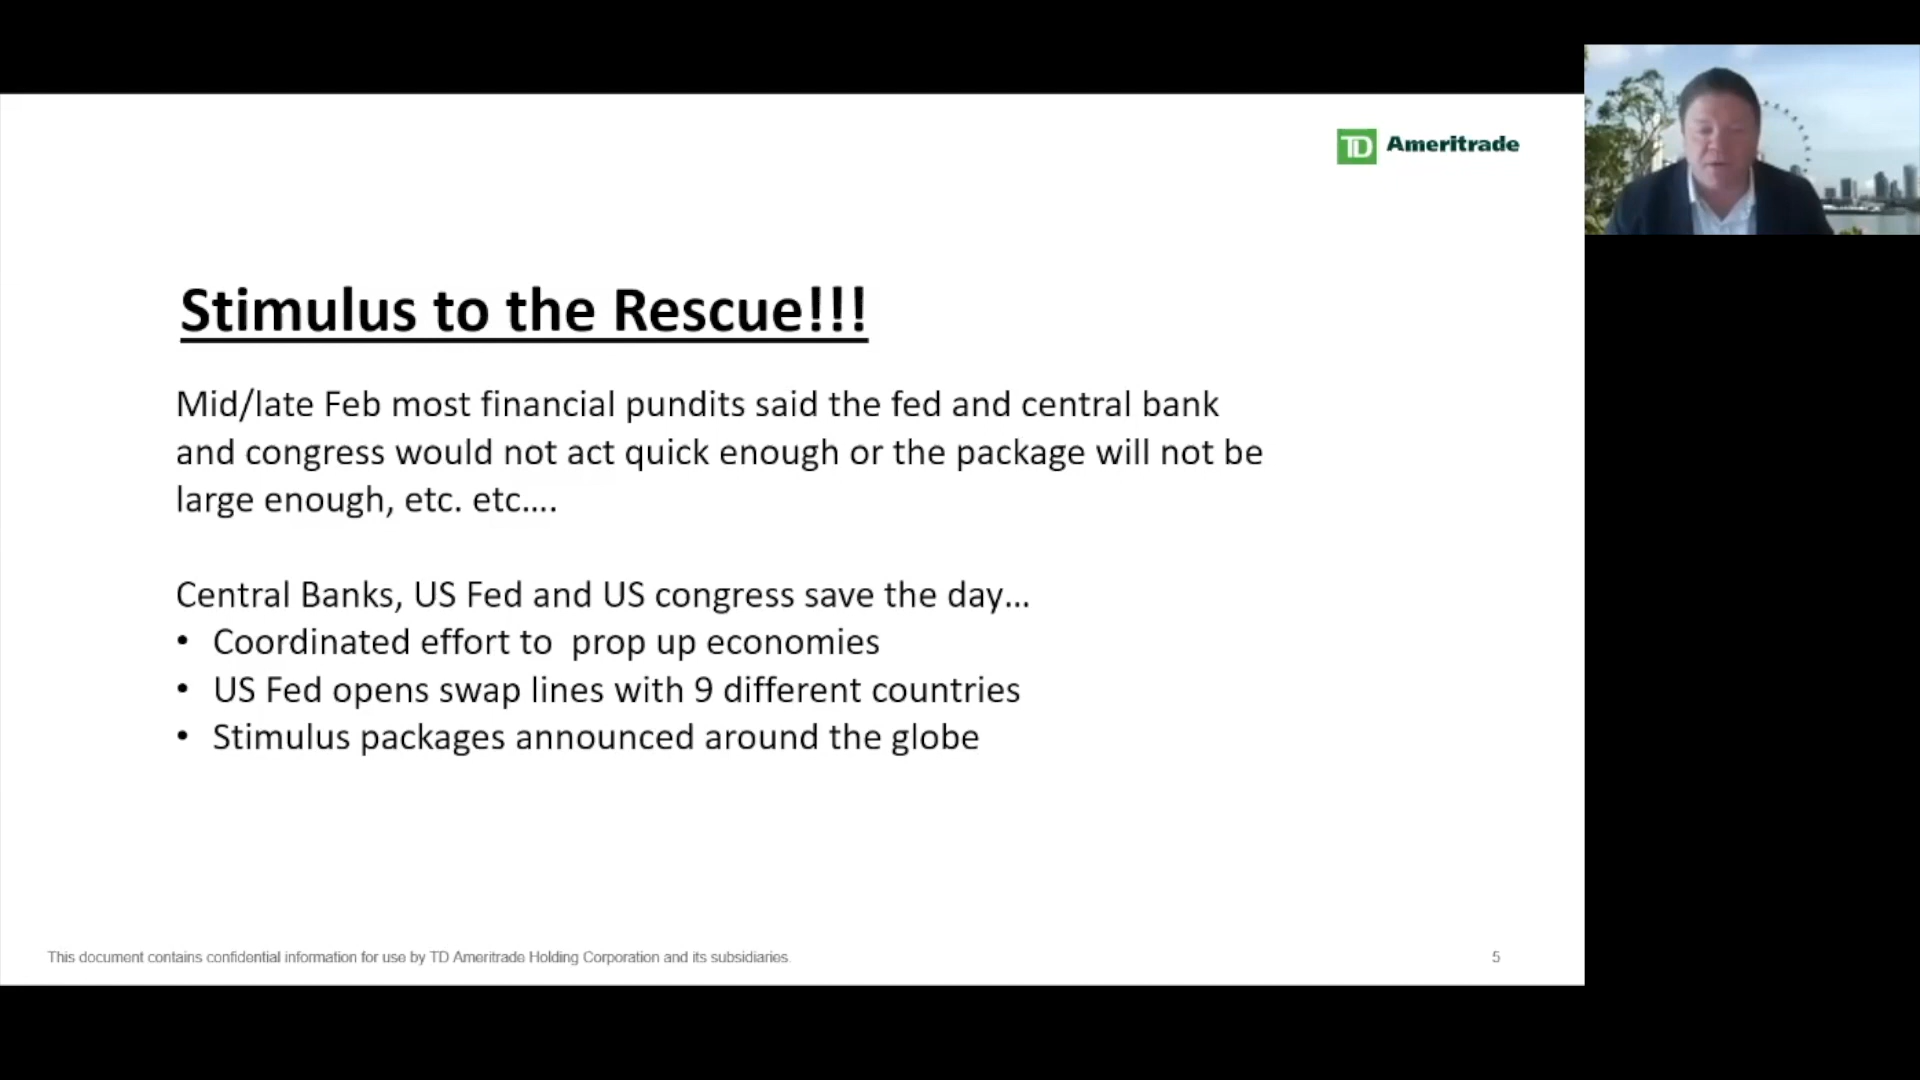 TD Ameritrade
Stimulus to the Rescue!!!
Mid/late Feb most financial pundits said the fed and central bank
and congress would not act quick enough or the package will not be
large enough, etc. etc....
Central Banks, US Fed and US congress save the day...
• Coordinated effort to  prop up economies
• US Fed opens swap lines with 9 different countries
• Stimulus packages announced around the globe
This document contains confidential information for use by TD Ameritrade Holding Corporation and its subsidiaries.
5